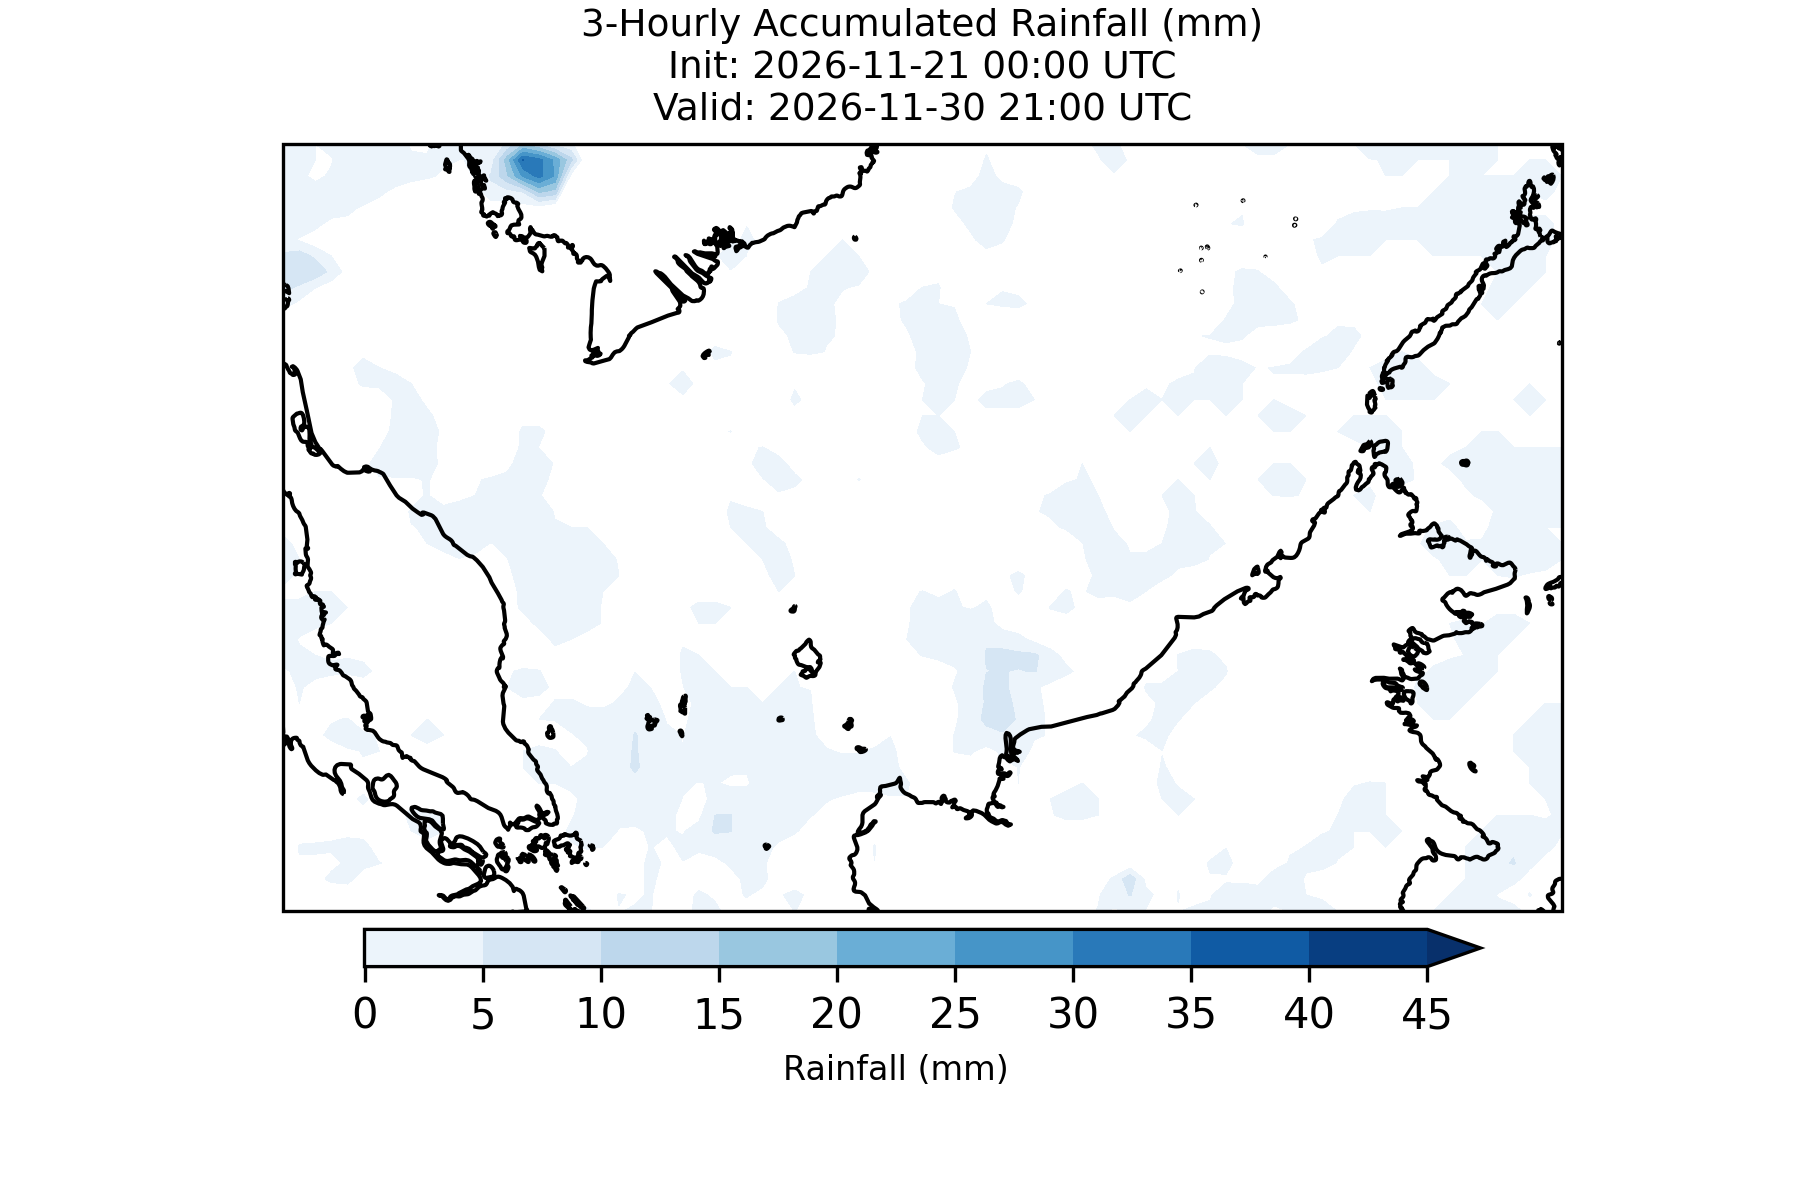 3-Hourly Accumulated Rainfall (mm)
Init: 2026-11-21 00:00 UTC
Valid: 2026-11-30 21:00 UTC
0 5 10 15 20 25 30 35 40 45
Rainfall (mm)